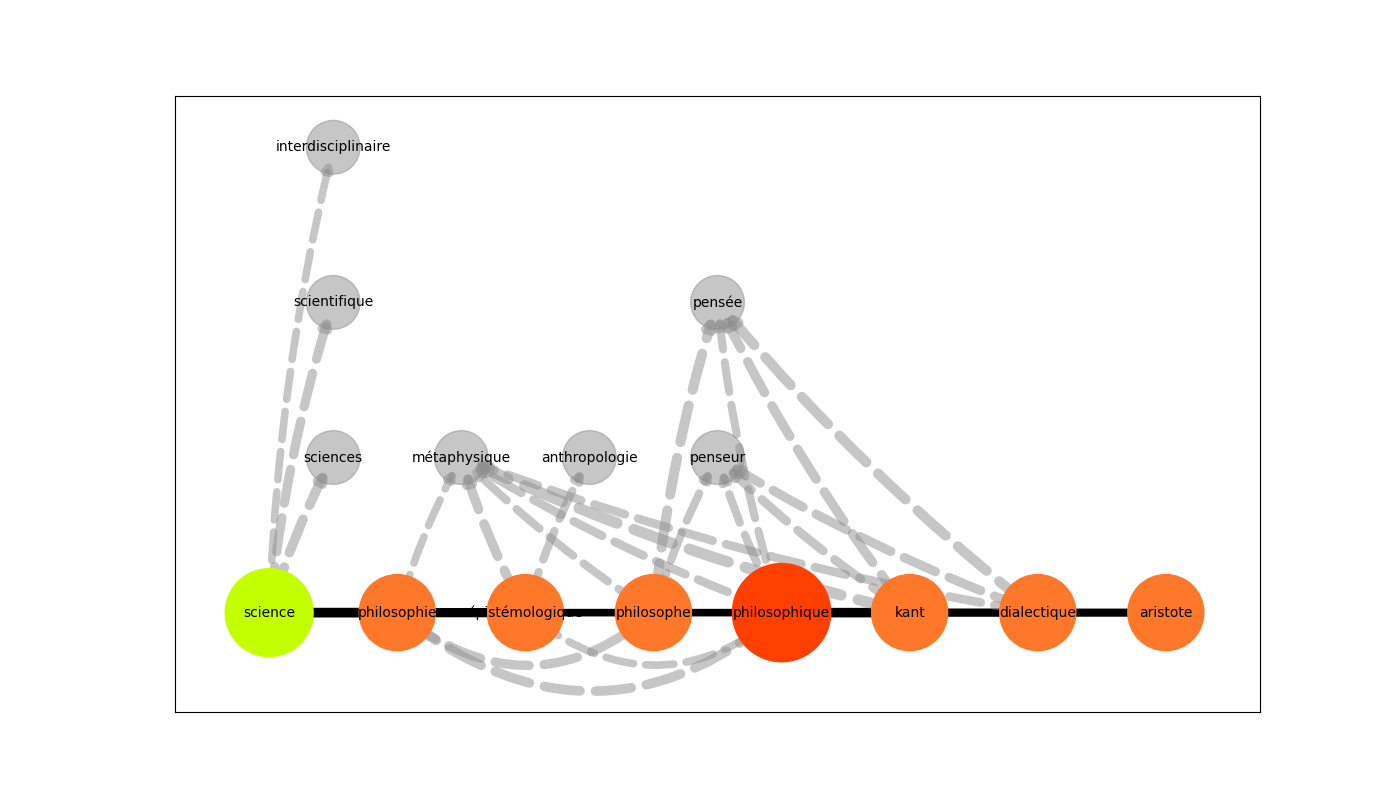 interdisciplinaire
scientifique
pensée
sciences
métaphysique
anthropologie
penseur
science
philosophie
épistémologique
philosophe
philosophique
kant
dialectique
aristote